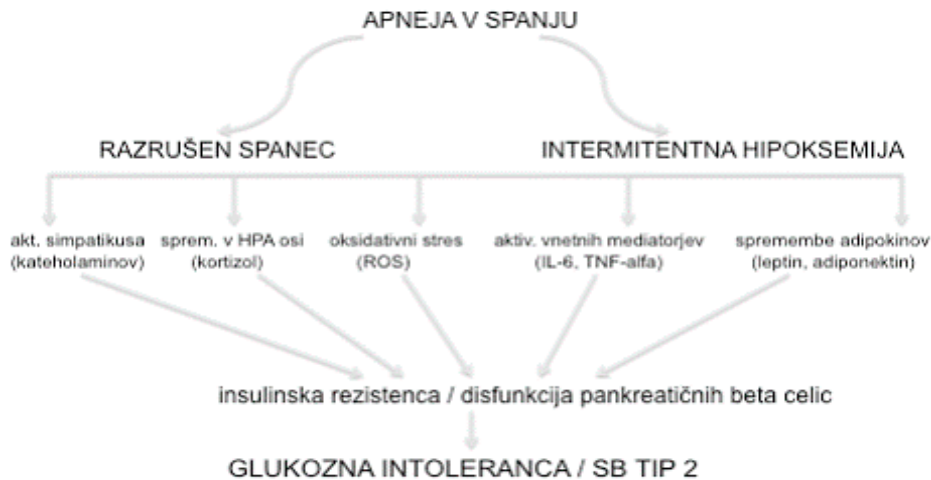 APNEJA V SPANJU
RAZRUŠEN SPANEC
INTERMITENTNA HIPOKSEMIJA
akt. simpatikusa
(kateholaminov)
sprem. v HPA osi
(kortizol)
oksidativni stres
(ROS)
aktiv. vnetnih mediatorjev
(IL-6, TNF-alfa)
spremembe adipokinov
(leptin, adiponektin)
insulinska rezistenca / disfunkcija pankreatičnih beta celic
GLUKOZNA INTOLERANCA / SB TIP 2